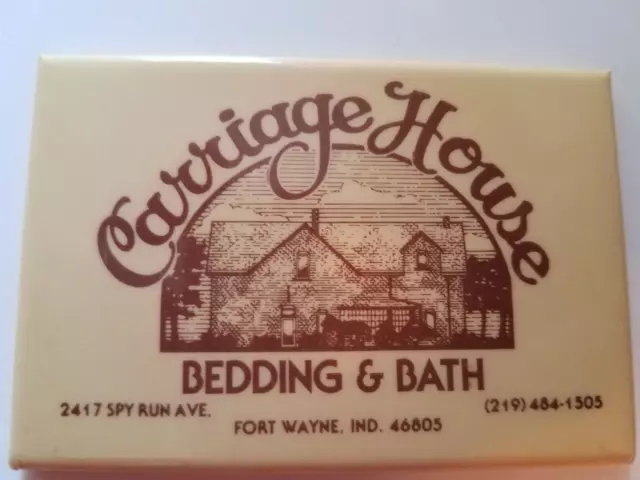 Carriage House
BEDDING & BATH
2417 SPY RUN AVE.
(219) 484-1505
FORT WAYNE, IND. 46805